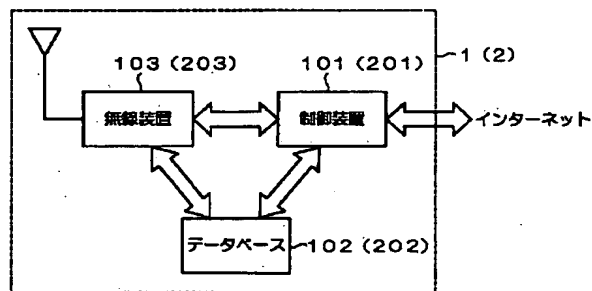 103(203)
101(201)
1(2)
無線装置
制御装置
インターネット
データベース
102(202)